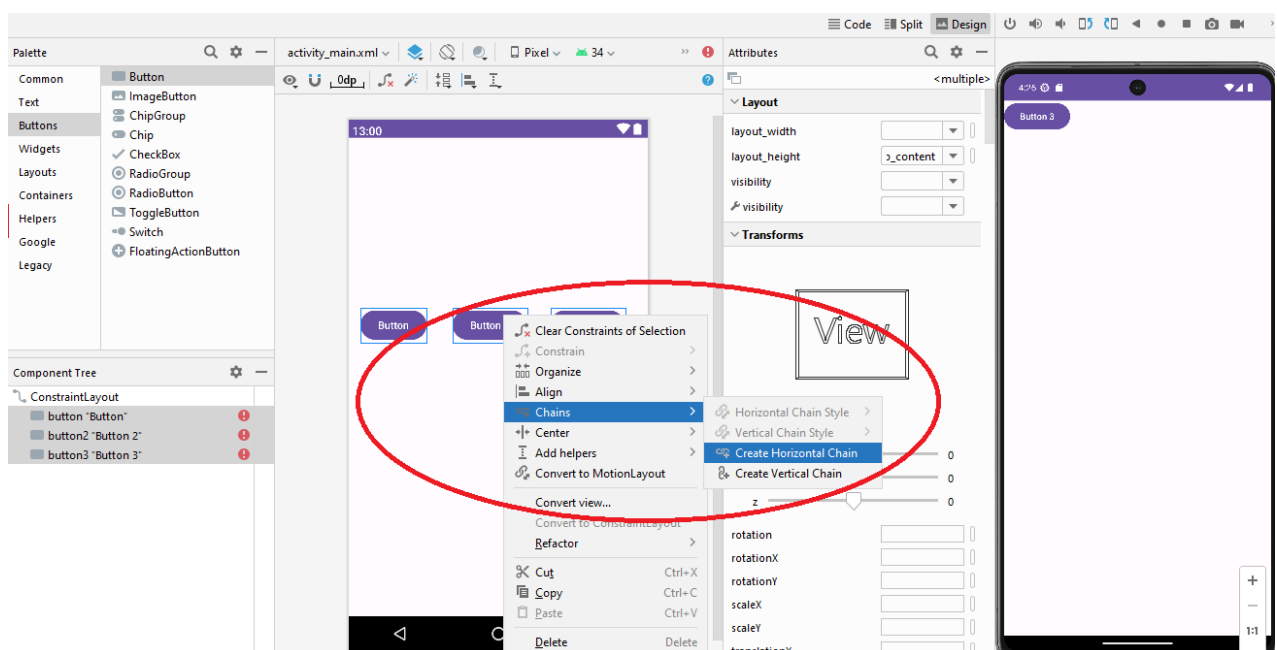 Code Split Design
Palette
Common
Text
Buttons
Widgets
Layouts
Containers
Helpers
Google
Legacy
Button
ImageButton
ChipGroup
Chip
CheckBox
RadioGroup
RadioButton
ToggleButton
Switch
FloatingActionButton
Component Tree
ConstraintLayout
button "Button"
button2 "Button 2"
button3 "Button 3"
activity_main.xml Pixel 34
0dp
13:00
Button Button
Clear Constraints of Selection
Constrain
Organize
Align
Chains
Center
Add helpers
Convert to MotionLayout
Convert view...
Convert to ConstraintLayout
Refactor
Cut Ctrl+X
Copy Ctrl+C
Paste Ctrl+V
Delete Delete
Horizontal Chain Style
Vertical Chain Style
Create Horizontal Chain
Create Vertical Chain
Attributes
<multiple>
Layout
layout_width
layout_height _content
visibility
visibility
Transforms
View
0
0
z 0
rotation
rotationX
rotationY
scaleX
scaleY
translationX
4:26
Button 3
1:1